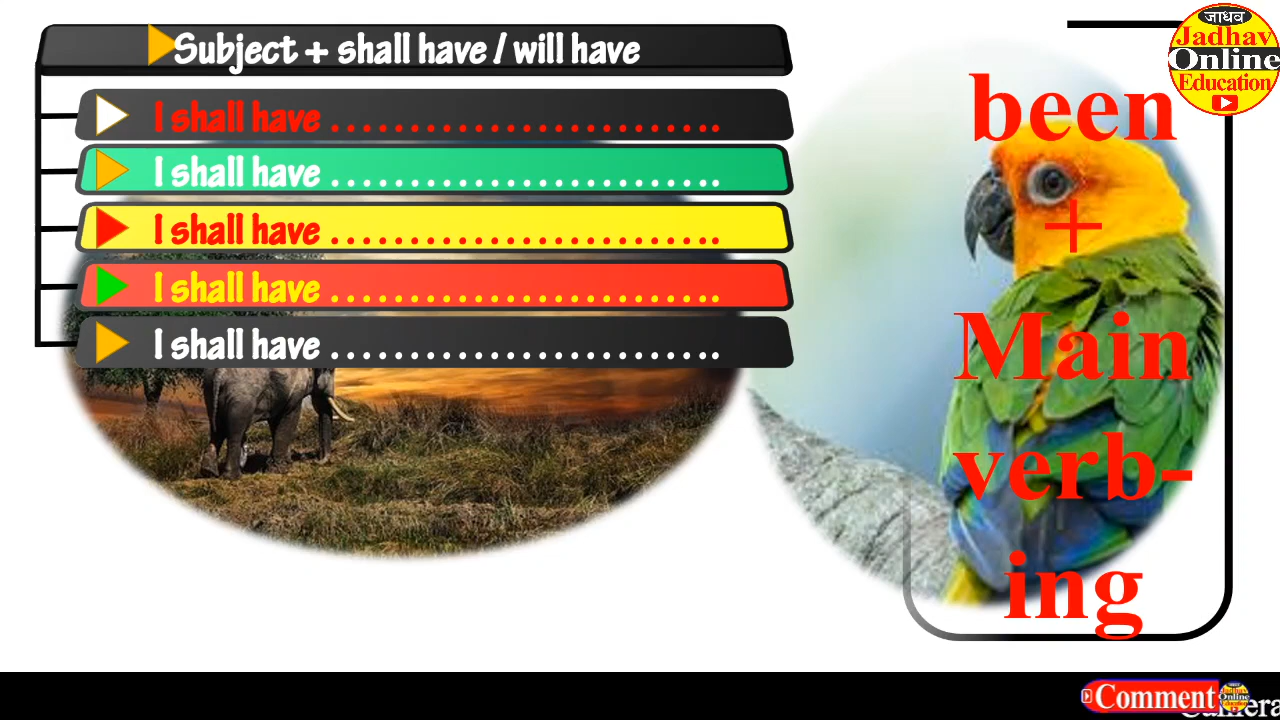 Subject + shall have / will have
I shall have ........................
I shall have ........................
I shall have ........................
I shall have ........................
I shall have ........................
been
+
Main
verb-
ing
जाधव
Jadhav
Online
Education
Comment